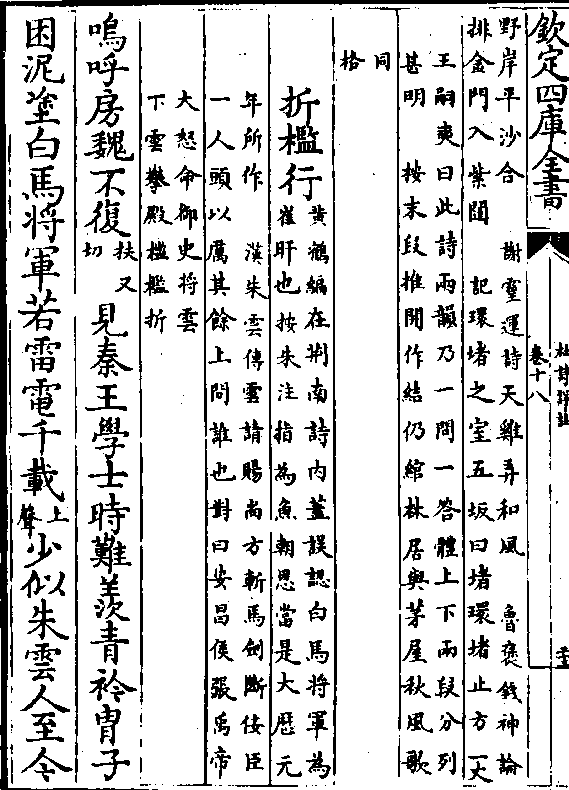 欽定四庫全書
杜詩詳註
卷十八
野岸平沙合 謝靈運詩天雞弄和風 魯褒錢神論
排金門入紫闥 記環堵之室五坂曰堵環堵止方一丈
王嗣奭曰此詩兩韻乃一問一答體上下兩段分列
甚明 按末段推開作結仍綰林居與茅屋秋風歌
同
格
折檻行
黃鶴編在荆南詩內蓋誤認白馬將軍為
崔旰也按朱注指為魚朝恩當是大歷元
年所作 漢朱雲傳雲請賜尚方斬馬劍斷佞臣
一人頭以厲其餘上問誰也對曰安昌侯張禹帝
大怒命御史將雲
下雲攀殿檻檻折
嗚呼房魏不復扶又切見秦王學士時難羨青衿胄子
困泥塗白馬將軍若雷電千載上聲少似朱雲人至今